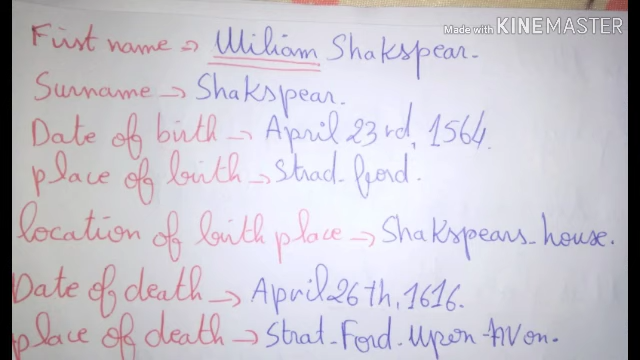 Made with KINEMASTER
First name → Wiliam Shakspear.
Surname → Shakspear.
Date of birth → April 23rd, 1564.
place of birth → Strad-ford.
location of birth place → Shakspears-house.
Date of death → April 26th, 1616.
place of death → Strat-Ford-Upon-AVon.